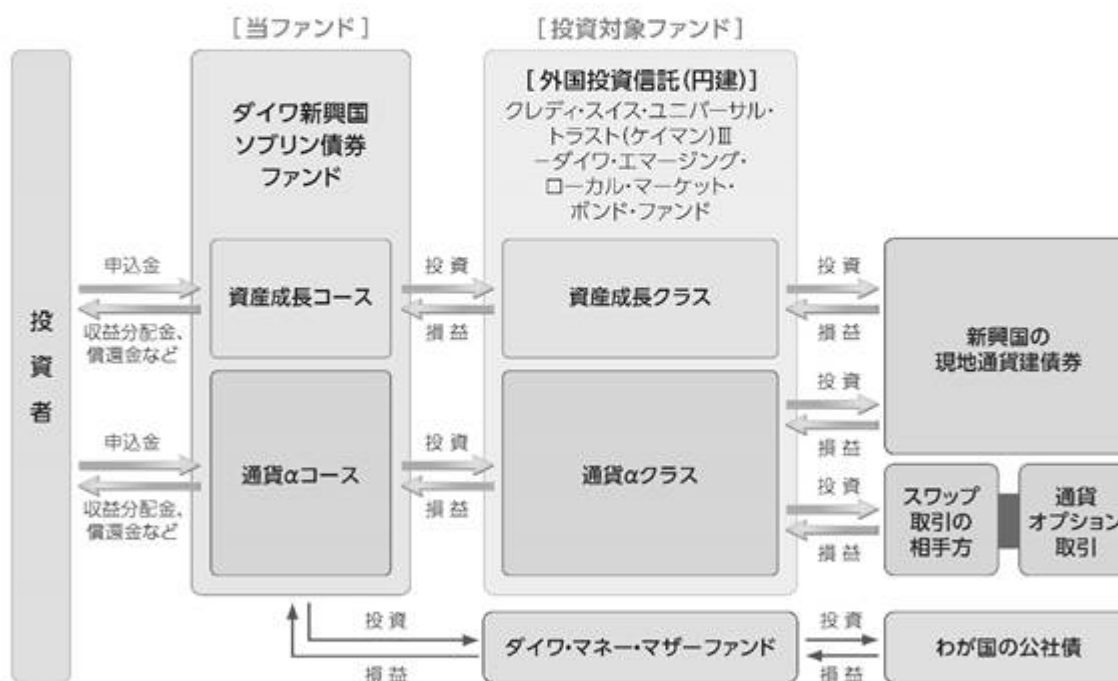 [当ファンド]
[投資対象ファンド]
投資者
ダイワ新興国
ソブリン債券
ファンド
[外国投資信託(円建)]
クレディ・スイス・ユニバーサル・
トラスト(ケイマン)Ⅲ
−ダイワ・エマージング・
ローカル・マーケット・
ボンド・ファンド
申込金
収益分配金、
償還金など
資産成長コース
投資
損益
資産成長クラス
投資
損益
新興国の
現地通貨建債券
投資
損益
申込金
収益分配金、
償還金など
通貨αコース
投資
損益
通貨αクラス
投資
損益
スワップ
取引の
相手方
通貨
オプション
取引
投資
損益
ダイワ・マネー・マザーファンド
投資
損益
わが国の公社債